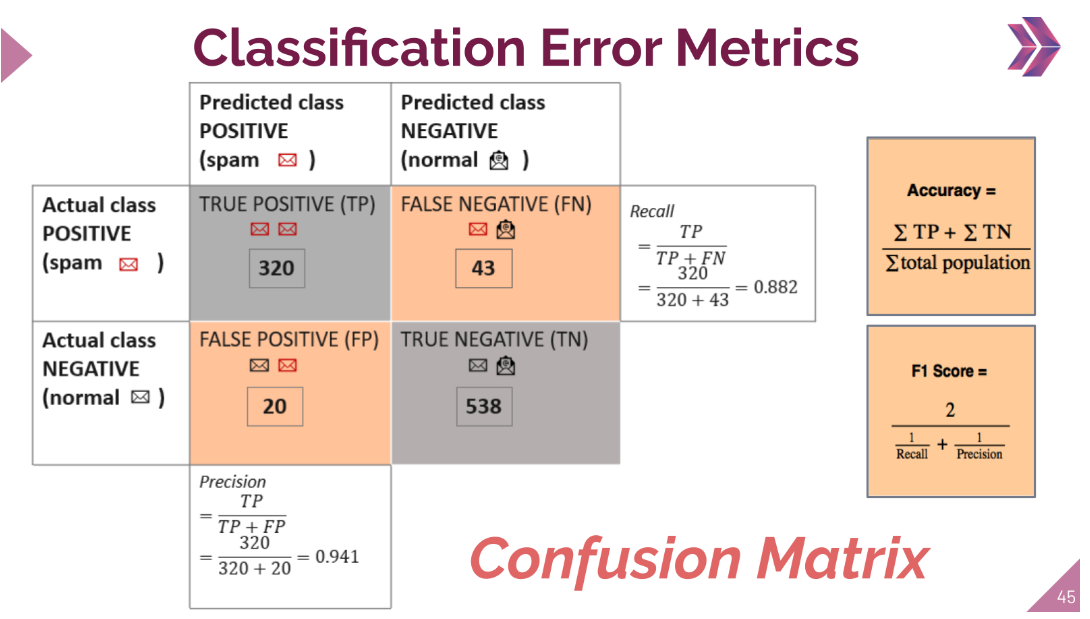 Classification Error Metrics
Predicted class
POSITIVE
(spam )
Predicted class
NEGATIVE
(normal )
Actual class
POSITIVE
(spam )
TRUE POSITIVE (TP)
320
FALSE NEGATIVE (FN)
43
Recall
= TP / TP + FN
= 320 / 320 + 43 = 0.882
Actual class
NEGATIVE
(normal )
FALSE POSITIVE (FP)
20
TRUE NEGATIVE (TN)
538
Precision
= TP / TP + FP
= 320 / 320 + 20 = 0.941
Accuracy =
∑ TP + ∑ TN
∑total population
F1 Score =
2
1 / Recall + 1 / Precision
Confusion Matrix
45